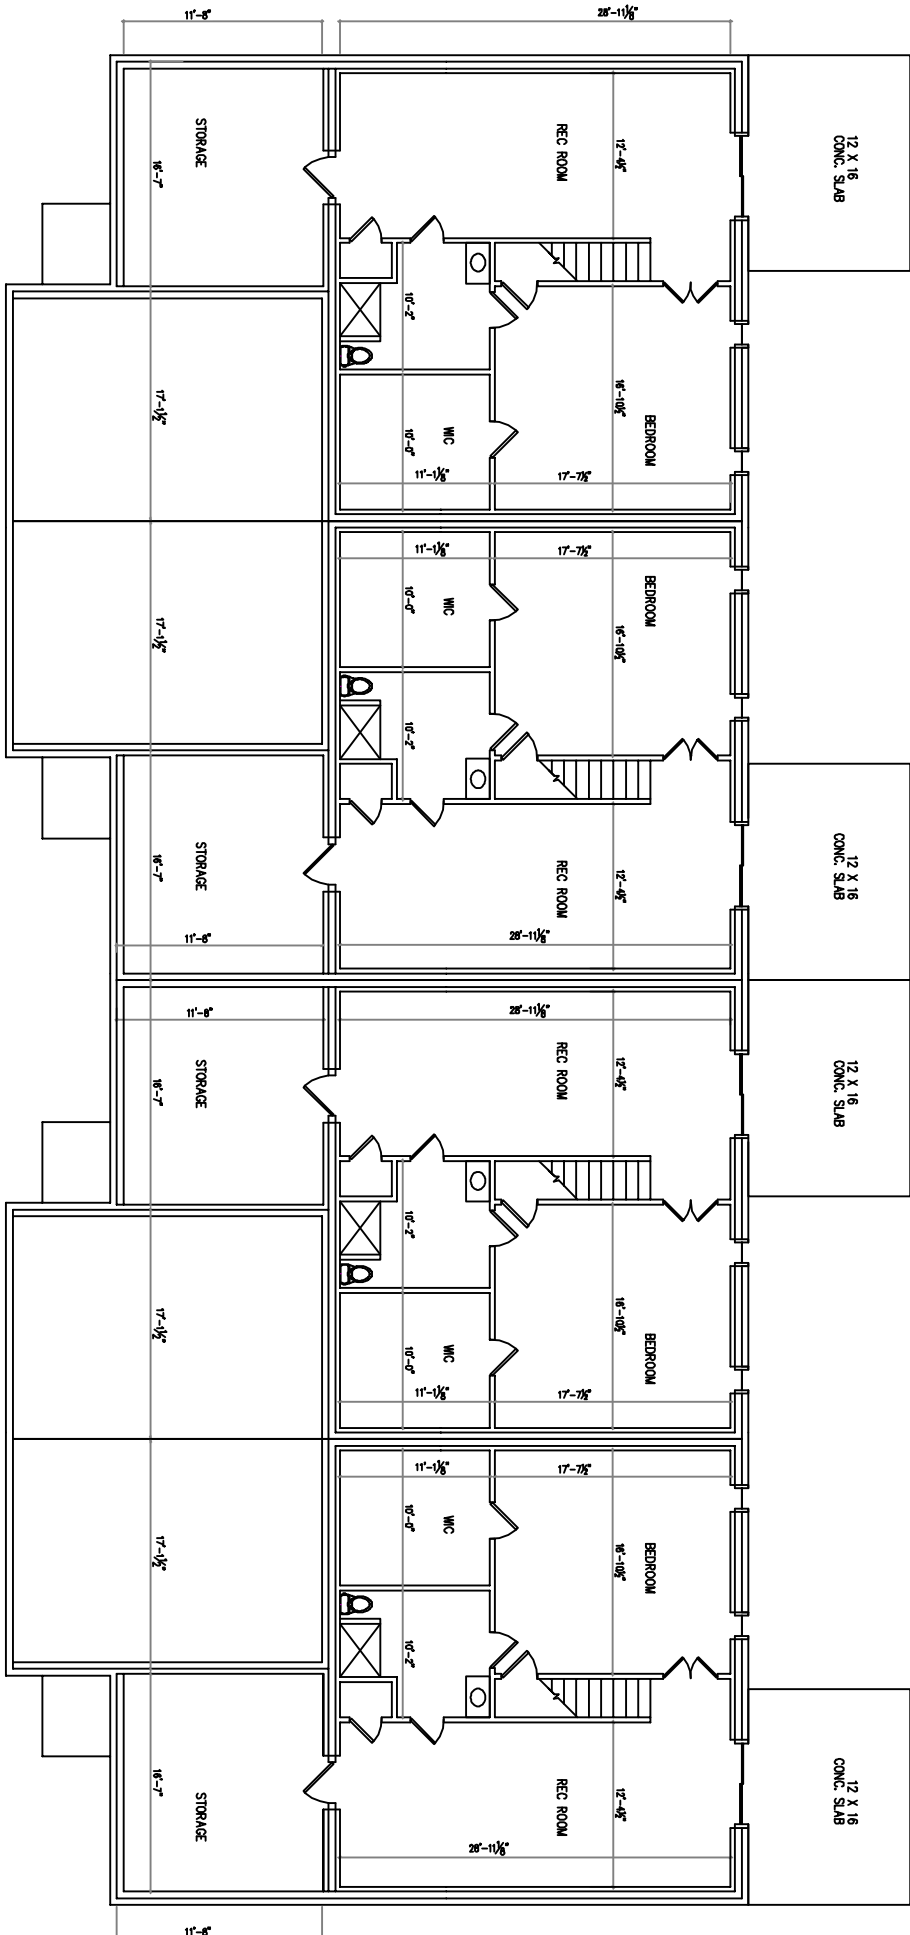 11'-8"
28'-11⅛"
12 X 16
CONC. SLAB
STORAGE
16'-7"
REC ROOM
12'-4½"
10'-2"
17'-1½"
16'-10½"
BEDROOM
WIC
10'-0"
11'-1⅛"
17'-7½"
11'-1⅛"
17'-7½"
10'-0"
WIC
BEDROOM
16'-10½"
17'-1½"
10'-2"
STORAGE
16'-7"
REC ROOM
12'-4½"
12 X 16
CONC. SLAB
11'-8"
28'-11⅛"
11'-8"
28'-11⅛"
STORAGE
16'-7"
REC ROOM
12'-4½"
12 X 16
CONC. SLAB
10'-2"
17'-1½"
16'-10½"
BEDROOM
WIC
10'-0"
11'-1⅛"
17'-7½"
11'-1⅛"
17'-7½"
10'-0"
WIC
BEDROOM
16'-10½"
17'-1½"
10'-2"
STORAGE
16'-7"
REC ROOM
12'-4½"
12 X 16
CONC. SLAB
28'-11⅛"
11'-8"